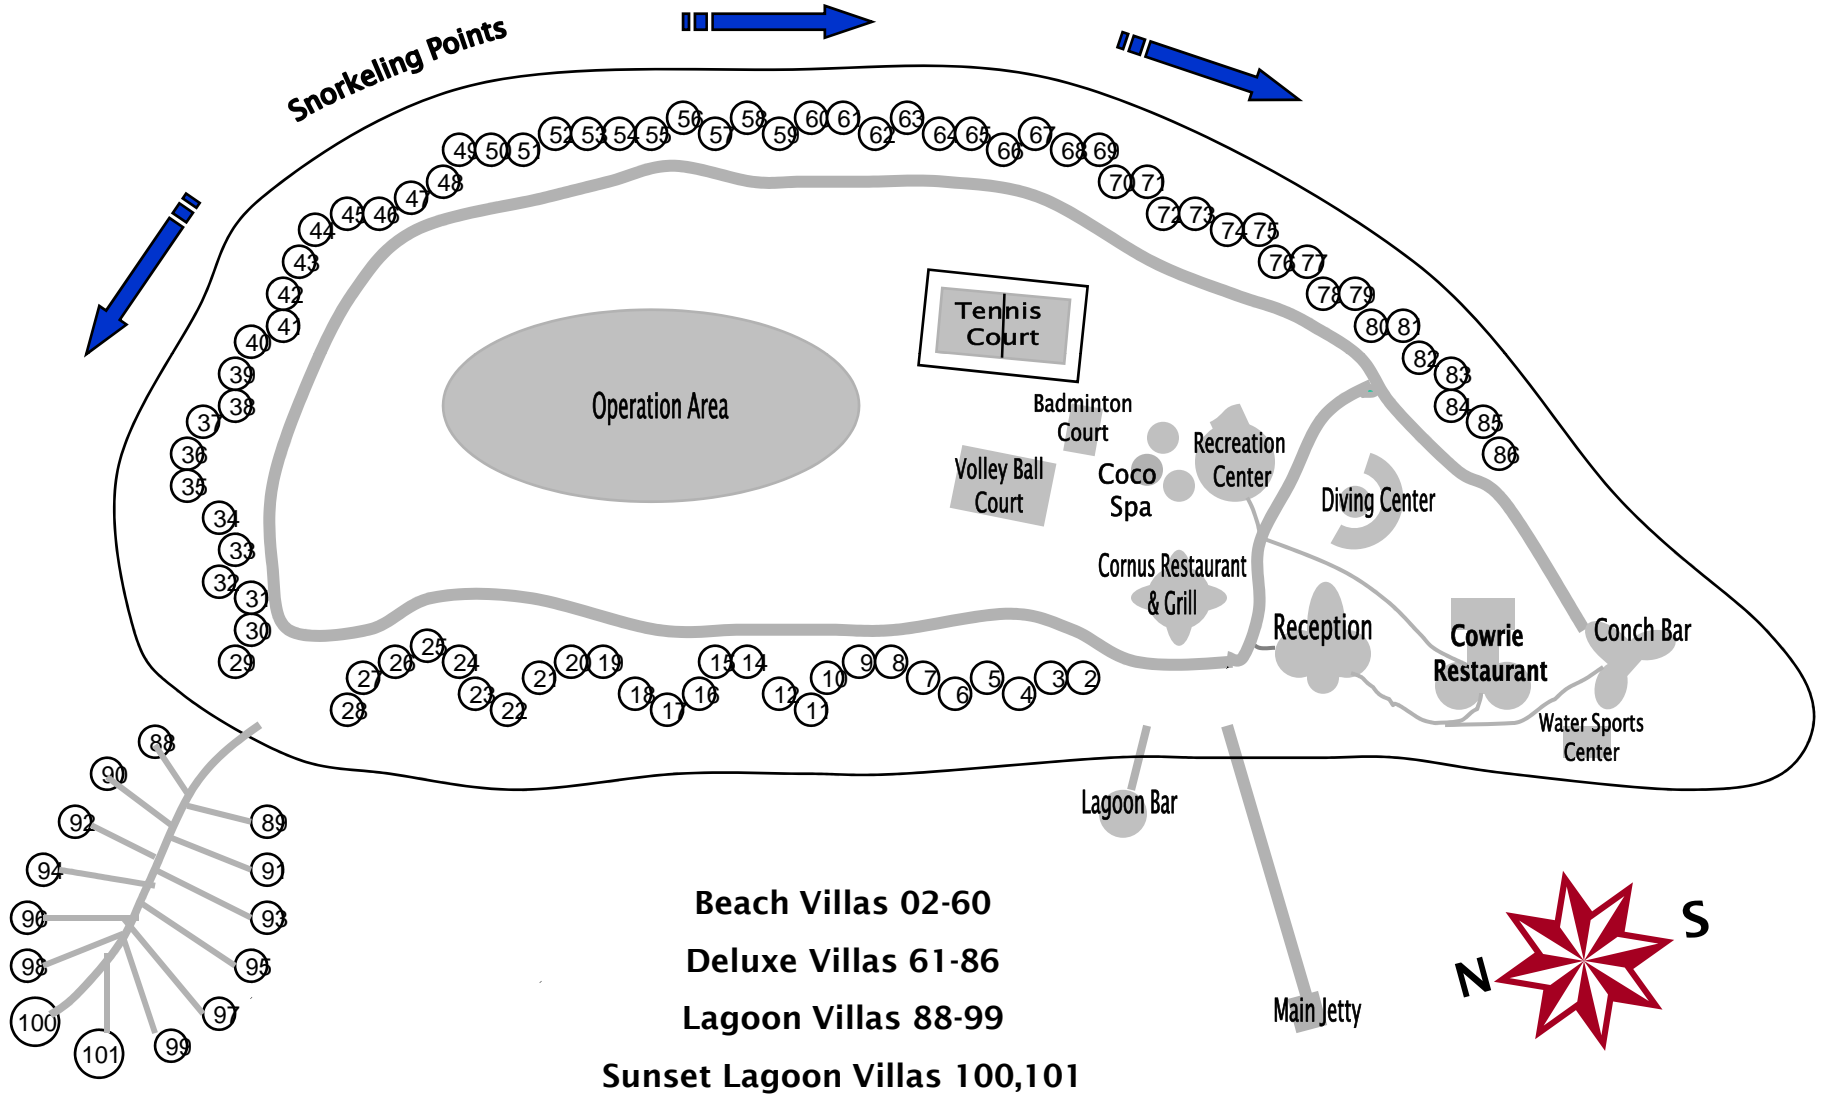 Snorkeling Points
56 58 60 61 63
52 53 54 55 57 59 62 64 65 67
49 50 51 66 68 69
48 70 71
47
45 46 72 73
44 74 75
43 76 77
42 78 79
41 80 81
40 82
39 83
38 84
37 85
36 86
35
34
33
32
31
30
29
Tennis
Court
Operation Area
Badminton
Court
Volley Ball
Court
Coco
Spa
Recreation
Center
Diving Center
Cornus Restaurant
& Grill
Reception
Cowrie
Restaurant
Conch Bar
Water Sports
Center
25
26 24 20 19 15 14 9 8
27 21 10 7 5 3 2
23 18 16 12 6 4
28 22 17 11
88
90
92 89
94 91
96 93
98 95
100 97
101 99
Lagoon Bar
Main Jetty
Beach Villas 02-60
Deluxe Villas 61-86
Lagoon Villas 88-99
Sunset Lagoon Villas 100,101
N S